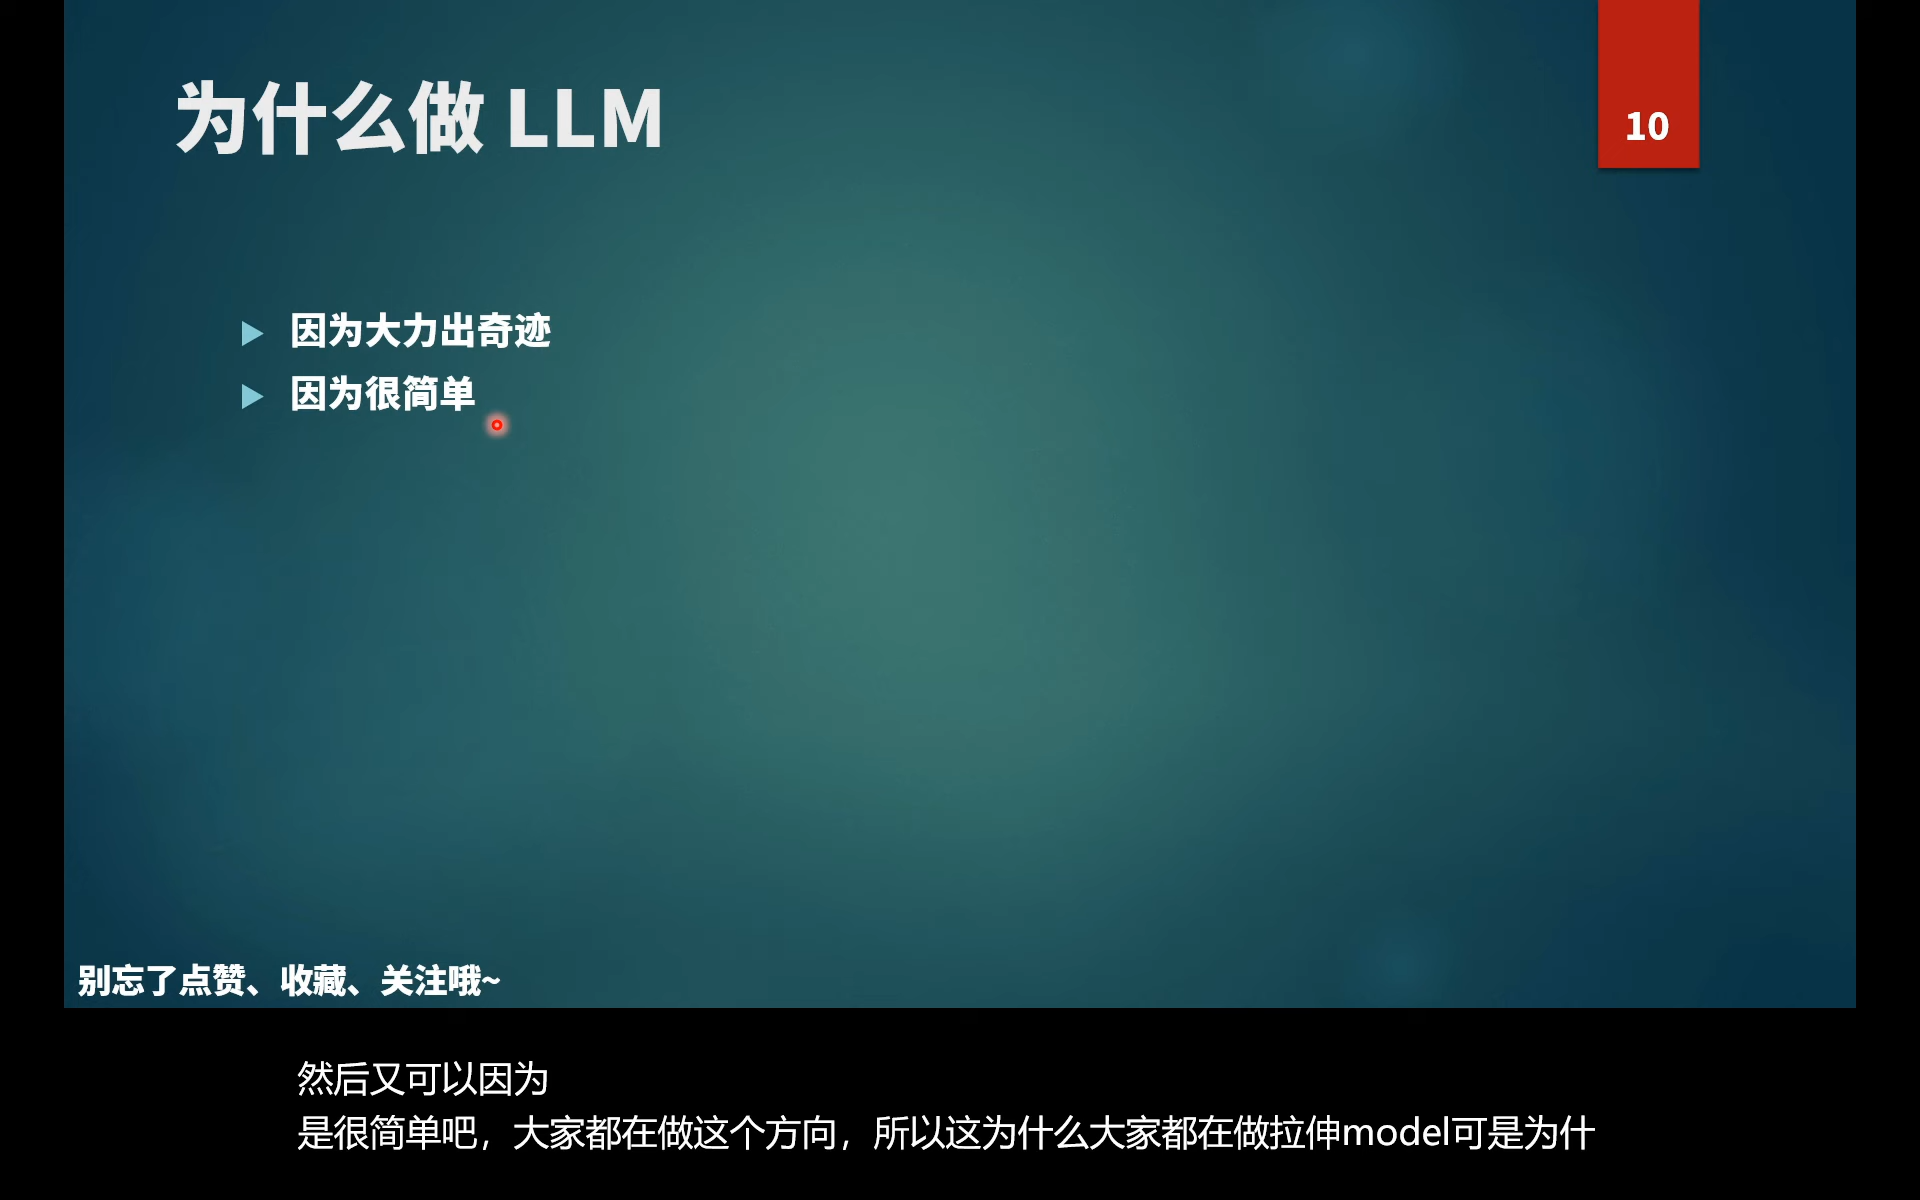 为什么做 LLM
10
因为大力出奇迹
因为很简单
别忘了点赞、收藏、关注哦~
然后又可以因为
是很简单吧，大家都在做这个方向，所以这为什么大家都在做拉伸model可是为什